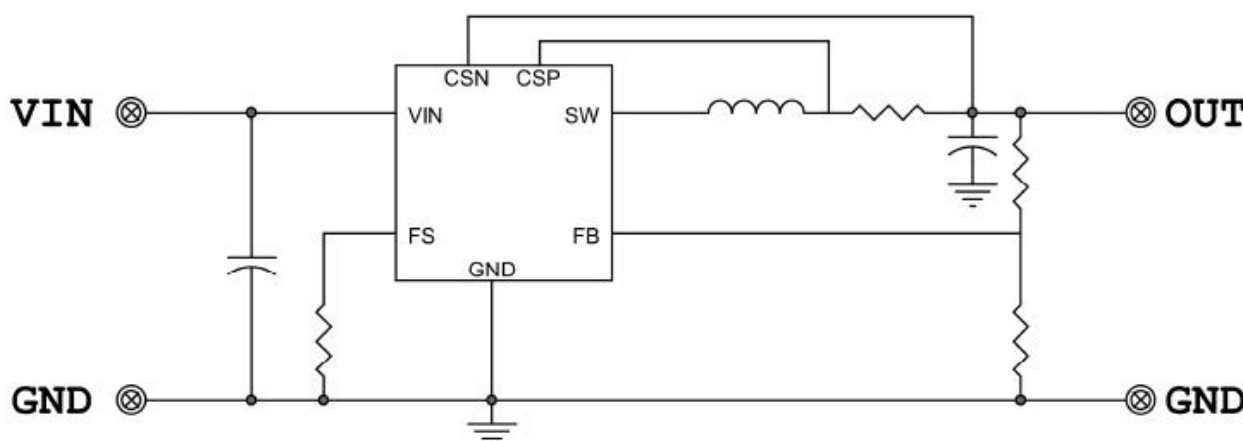 CSN CSP
VIN VIN SW OUT
FS FB
GND
GND GND